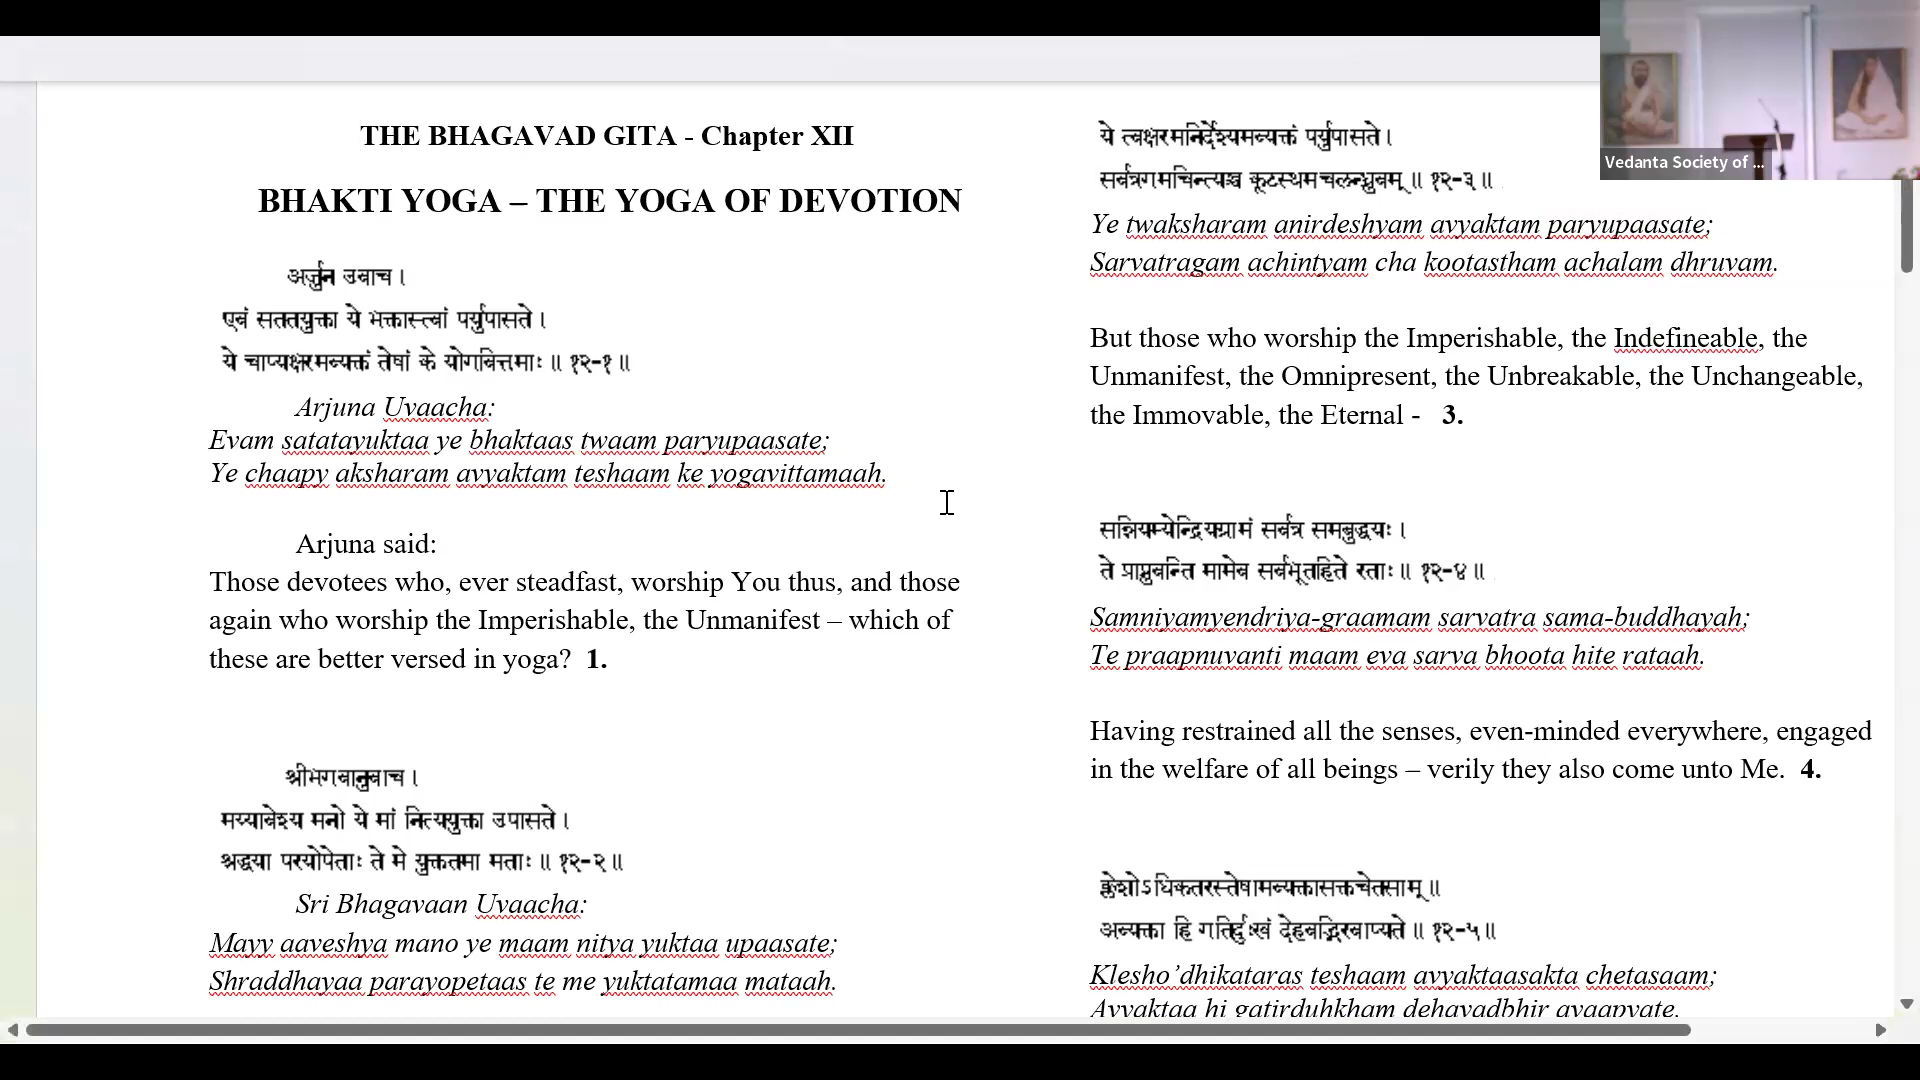 THE BHAGAVAD GITA - Chapter XII
BHAKTI YOGA – THE YOGA OF DEVOTION
अर्जुन उवाच ।
एवं सततयुक्ता ये भक्तास्त्वां पर्युपासते ।
ये चाप्यक्षरमव्यक्तं तेषां के योगवित्तमाः ॥ १२-१॥
Arjuna Uvaacha:
Evam satatayuktaa ye bhaktaas twaam paryupaasate;
Ye chaapy aksharam avyaktam teshaam ke yogavittamaah.
Arjuna said:
Those devotees who, ever steadfast, worship You thus, and those
again who worship the Imperishable, the Unmanifest – which of
these are better versed in yoga? 1.
श्रीभगवानुवाच ।
मय्यावेश्य मनो ये मां नित्ययुक्ता उपासते ।
श्रद्धया परयोपेताः ते मे युक्ततमा मताः ॥ १२-२॥
Sri Bhagavaan Uvaacha:
Mayy aaveshya mano ye maam nitya yuktaa upaasate;
Shraddhayaa parayopetaas te me yuktatamaa mataah.
ये त्वक्षरमनिर्देश्यमव्यक्तं पर्युपासते ।
सर्वत्रगमचिन्त्यञ्च कूटस्थमचलन्ध्रुवम् ॥ १२-३॥
Ye twaksharam anirdeshyam avyaktam paryupaasate;
Sarvatragam achintyam cha kootastham achalam dhruvam.
But those who worship the Imperishable, the Indefineable, the
Unmanifest, the Omnipresent, the Unbreakable, the Unchangeable,
the Immovable, the Eternal - 3.
सन्नियम्येन्द्रियग्रामं सर्वत्र समबुद्धयः ।
ते प्राप्नुवन्ति मामेव सर्वभूतहिते रताः ॥ १२-४॥
Samniyamyendriya-graamam sarvatra sama-buddhayah;
Te praapnuvanti maam eva sarva bhoota hite rataah.
Having restrained all the senses, even-minded everywhere, engaged
in the welfare of all beings – verily they also come unto Me. 4.
क्लेशोऽधिकतरस्तेषामव्यक्तासक्तचेतसाम् ॥
अव्यक्ता हि गतिर्दुःखं देहवद्भिरवाप्यते ॥ १२-५॥
Klesho’dhikataras teshaam avyaktaasakta chetasaam;
Avyaktaa hi gatirduhkham dehavadbhir avaapyate.
Vedanta Society of ...